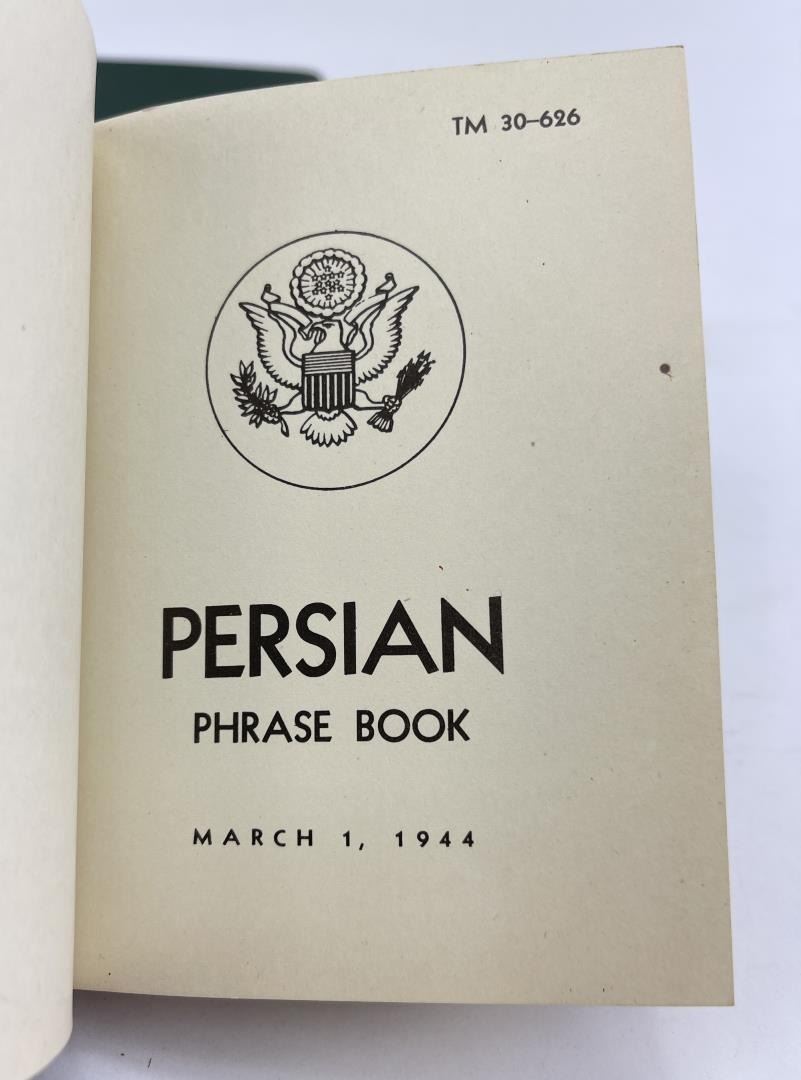 TM 30–626
PERSIAN
PHRASE BOOK
MARCH 1, 1944